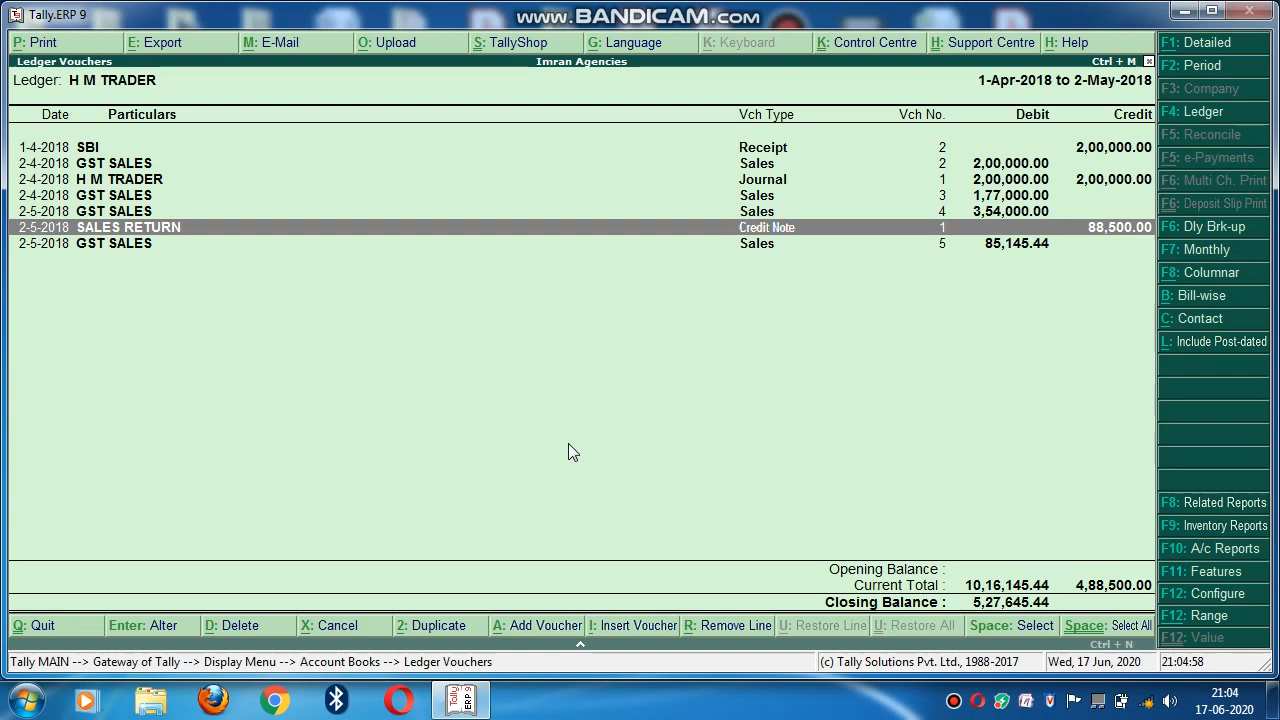 Tally.ERP 9
www.BANDICAM.com
P: Print E: Export M: E-Mail O: Upload S: TallyShop G: Language K: Keyboard K: Control Centre H: Support Centre H: Help
Ledger Vouchers Imran Agencies Ctrl + M
Ledger: H M TRADER 1-Apr-2018 to 2-May-2018
Date Particulars Vch Type Vch No. Debit Credit
1-4-2018 SBI Receipt 2 2,00,000.00
2-4-2018 GST SALES Sales 2 2,00,000.00
2-4-2018 H M TRADER Journal 1 2,00,000.00 2,00,000.00
2-4-2018 GST SALES Sales 3 1,77,000.00
2-5-2018 GST SALES Sales 4 3,54,000.00
2-5-2018 SALES RETURN Credit Note 1 88,500.00
2-5-2018 GST SALES Sales 5 85,145.44
Opening Balance :
Current Total : 10,16,145.44 4,88,500.00
Closing Balance : 5,27,645.44
F1: Detailed
F2: Period
F3: Company
F4: Ledger
F5: Reconcile
F5: e-Payments
F6: Multi Ch. Print
F6: Deposit Slip Print
F6: Dly Brk-up
F7: Monthly
F8: Columnar
B: Bill-wise
C: Contact
L: Include Post-dated
F8: Related Reports
F9: Inventory Reports
F10: A/c Reports
F11: Features
F12: Configure
F12: Range
F12: Value
Q: Quit Enter: Alter D: Delete X: Cancel 2: Duplicate A: Add Voucher I: Insert Voucher R: Remove Line U: Restore Line U: Restore All Space: Select Space: Select All
Ctrl + N
Tally MAIN --> Gateway of Tally --> Display Menu --> Account Books --> Ledger Vouchers (c) Tally Solutions Pvt. Ltd., 1988-2017 Wed, 17 Jun, 2020 21:04:58
Tally ERP 9
21:04
17-06-2020